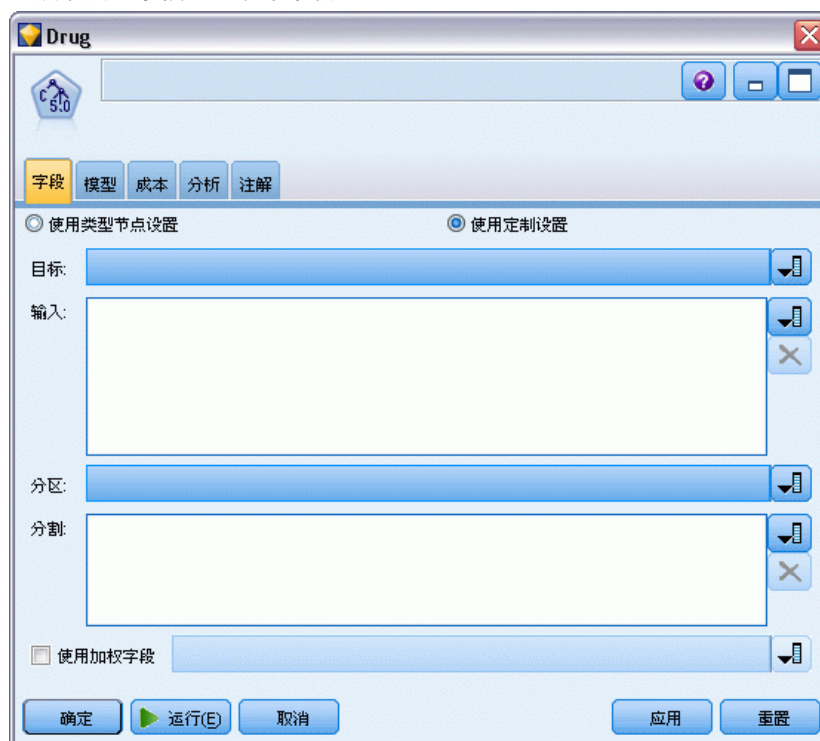 Drug
C5.0
字段 模型 成本 分析 注解
使用类型节点设置 使用定制设置
目标:
输入:
分区:
分割:
使用加权字段
确定 运行(E) 取消 应用 重置